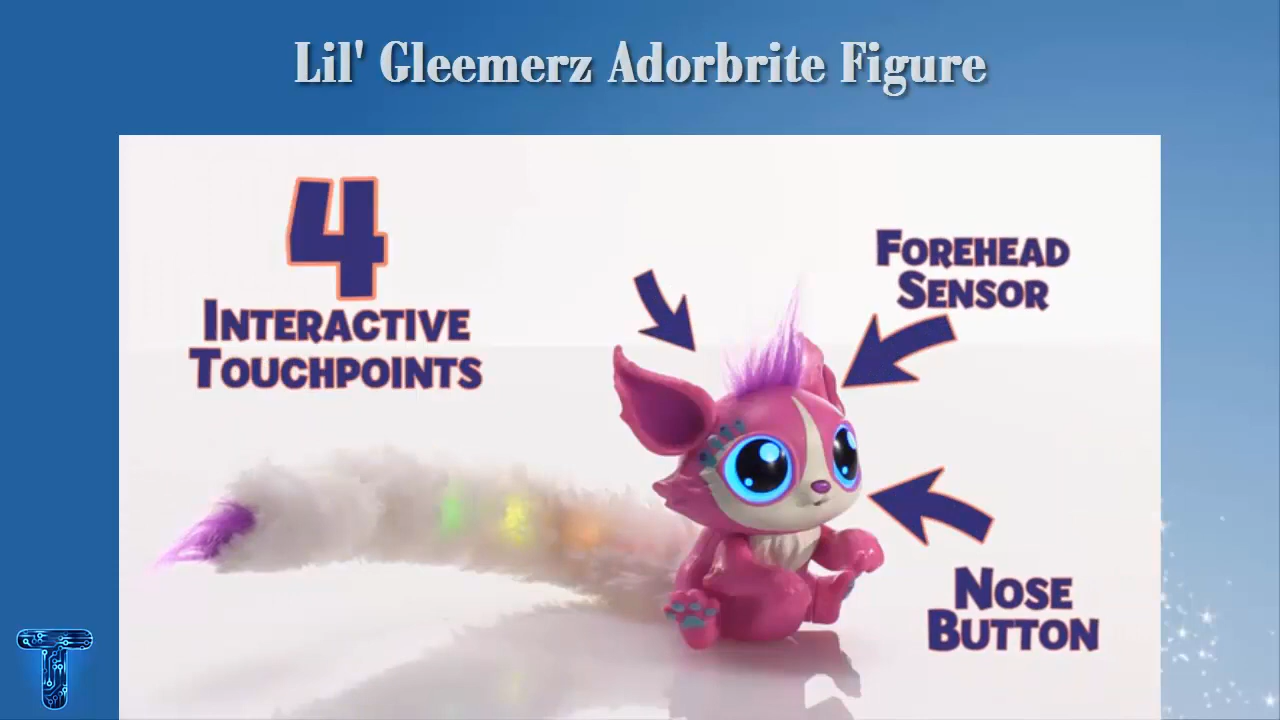 Lil' Gleemerz Adorbrite Figure
4
INTERACTIVE
TOUCHPOINTS
FOREHEAD
SENSOR
NOSE
BUTTON
T